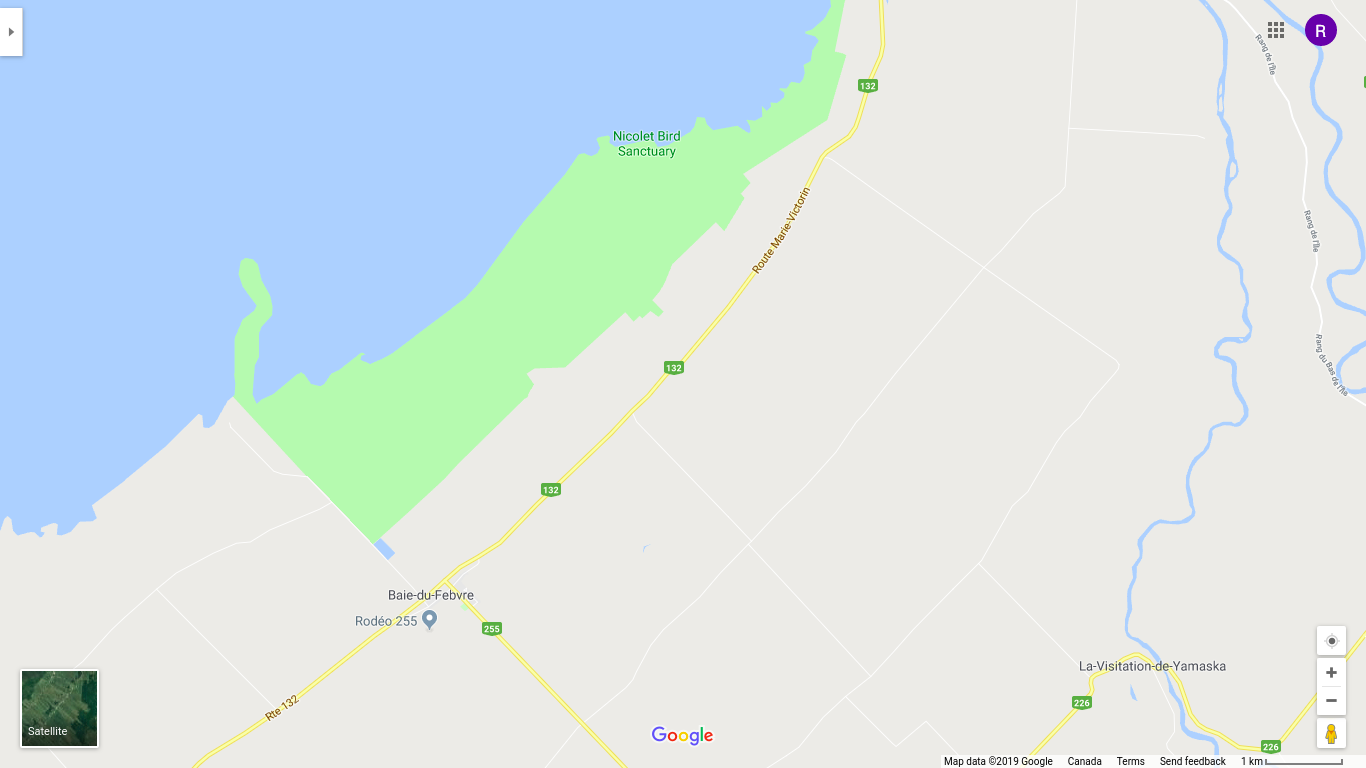 R
Rang de l'Île
132
Nicolet Bird
Sanctuary
Route Marie-Victorin
Rang de l'Île
Rang du Bas de l'Île
132
132
Baie-du-Febvre
Rodéo 255
255
La-Visitation-de-Yamaska
226
Rte 132
Satellite
Google
226
Map data ©2019 Google Canada Terms Send feedback 1 km